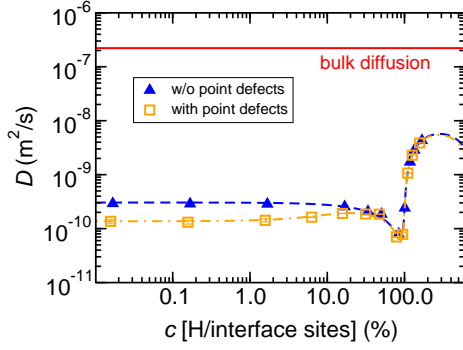 10⁻⁶
10⁻⁷
10⁻⁸
10⁻⁹
10⁻¹⁰
10⁻¹¹
D (m²/s)
bulk diffusion
w/o point defects
with point defects
0.1 1.0 10.0 100.0
c [H/interface sites] (%)